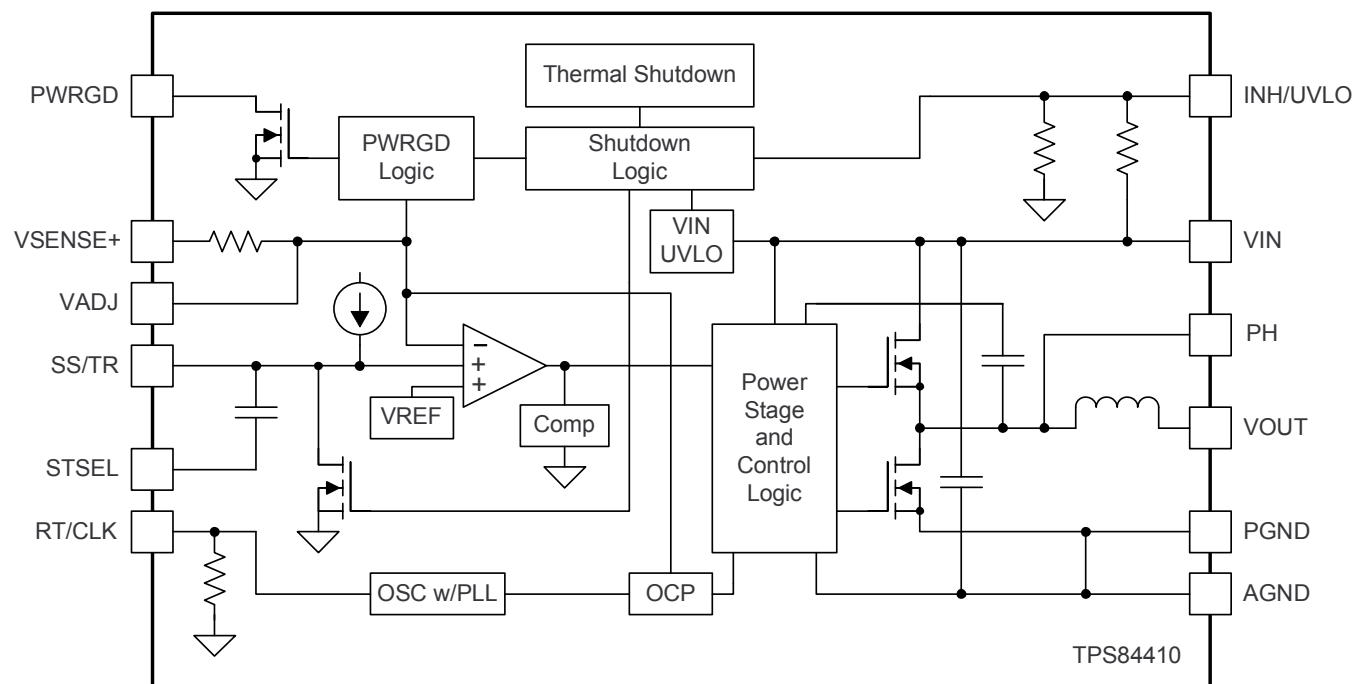 Thermal Shutdown
PWRGD
INH/UVLO
PWRGD
Logic
Shutdown
Logic
VSENSE+
VIN
UVLO
VIN
VADJ
PH
SS/TR
−
+
+
VREF
Comp
Power
Stage
and
Control
Logic
VOUT
STSEL
RT/CLK
PGND
OSC w/PLL
OCP
AGND
TPS84410